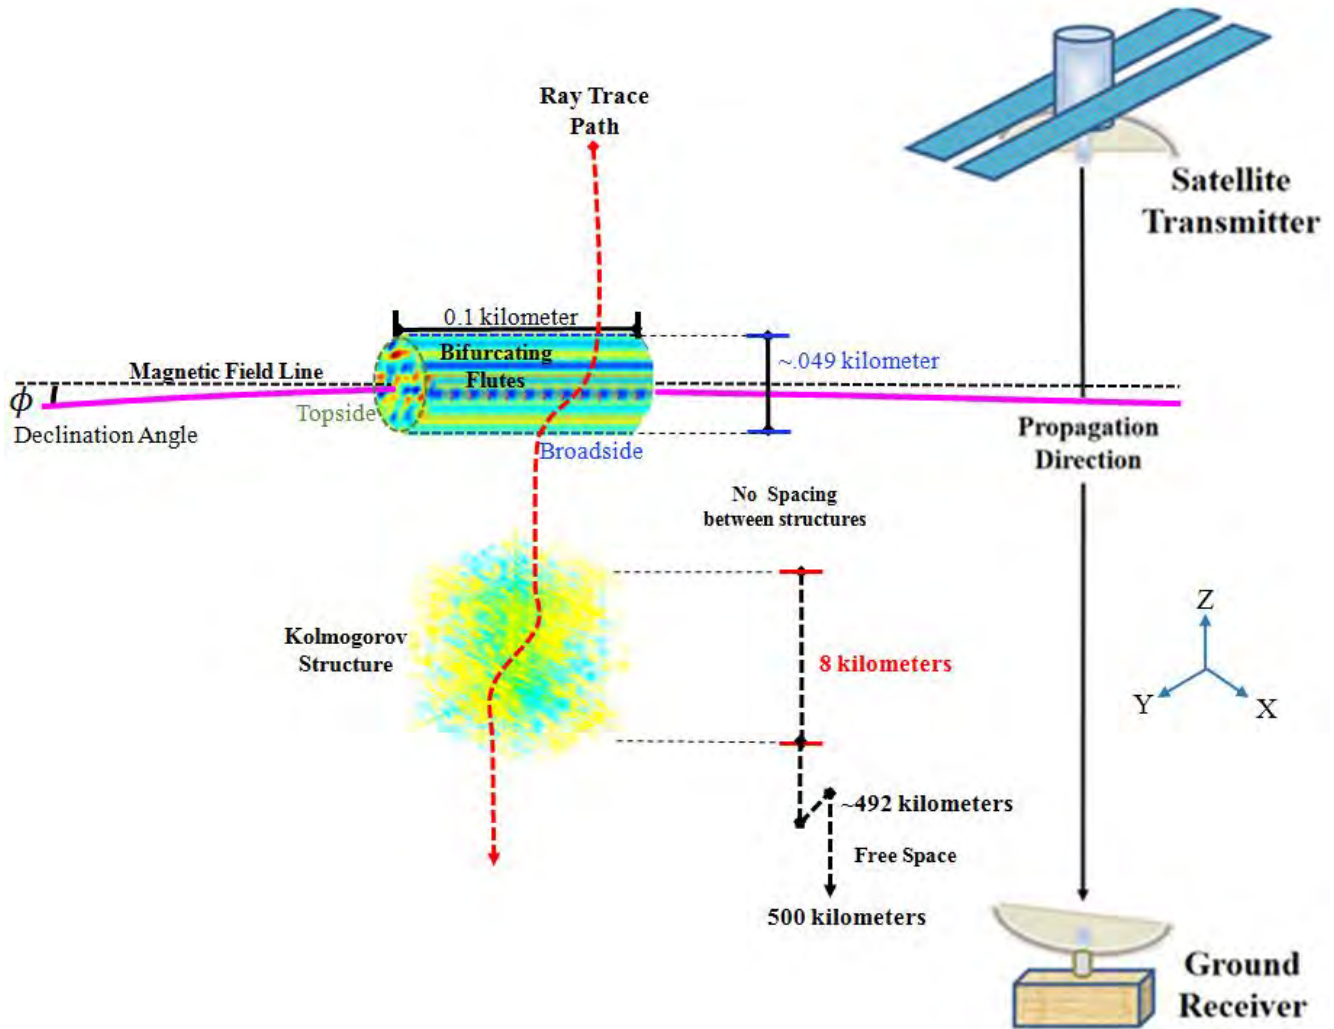 Ray Trace
Path
Satellite
Transmitter
0.1 kilometer
Bifurcating
Flutes
~.049 kilometer
Magnetic Field Line
ϕ
Topside
Declination Angle
Broadside
Propagation
Direction
No Spacing
between structures
Kolmogorov
Structure
8 kilometers
Z
Y
X
~492 kilometers
Free Space
500 kilometers
Ground
Receiver